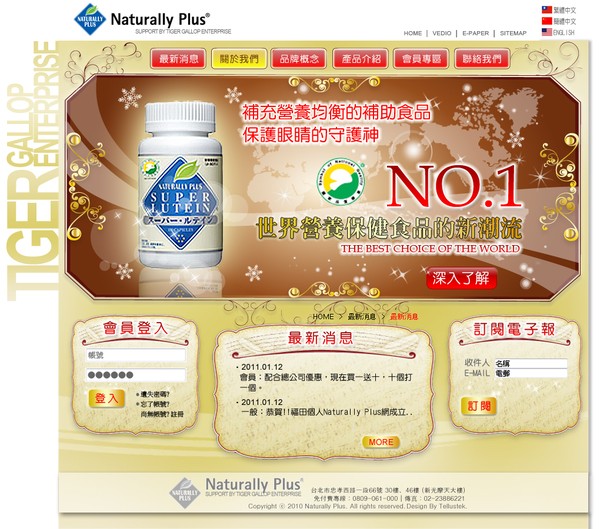 NATURALLY PLUS
Naturally Plus®
SUPPORT BY TIGER GALLOP ENTERPRISE
繁體中文
簡體中文
ENGLISH
HOME | VEDIO | E-PAPER | SITEMAP
TIGER GALLOP ENTERPRISE
最新消息
關於我們
品牌概念
產品介紹
會員專區
聯絡我們
補充營養均衡的補助食品
保護眼睛的守護神
NATURALLY PLUS
SUPER
LUTEIN
スーパー・ルテイン
NO.1
世界營養保健食品的新潮流
THE BEST CHOICE OF THE WORLD
深入了解
HOME > 最新消息 > 最新消息
會員登入
帳號
登入
遺失密碼?
忘了帳號?
尚無帳號? 註冊
最新消息
2011.01.12
會員：配合總公司優惠，現在買一送十，十個打一個。
2011.01.12
一般：恭賀!!福田個人Naturally Plus網成立..
MORE
訂閱電子報
收件人 名稱
E-MAIL 電郵
訂閱
NATURALLY PLUS
Naturally Plus®
SUPPORT BY TIGER GALLOP ENTERPRISE
台北市忠孝西路一段66號 30樓、46樓 (新光摩天大樓)
免付費專線：0809-061-000 | 傳真：02-23886221
Copyright © 2010 Naturally Plus. All rights reserved. Design By Tellustek.